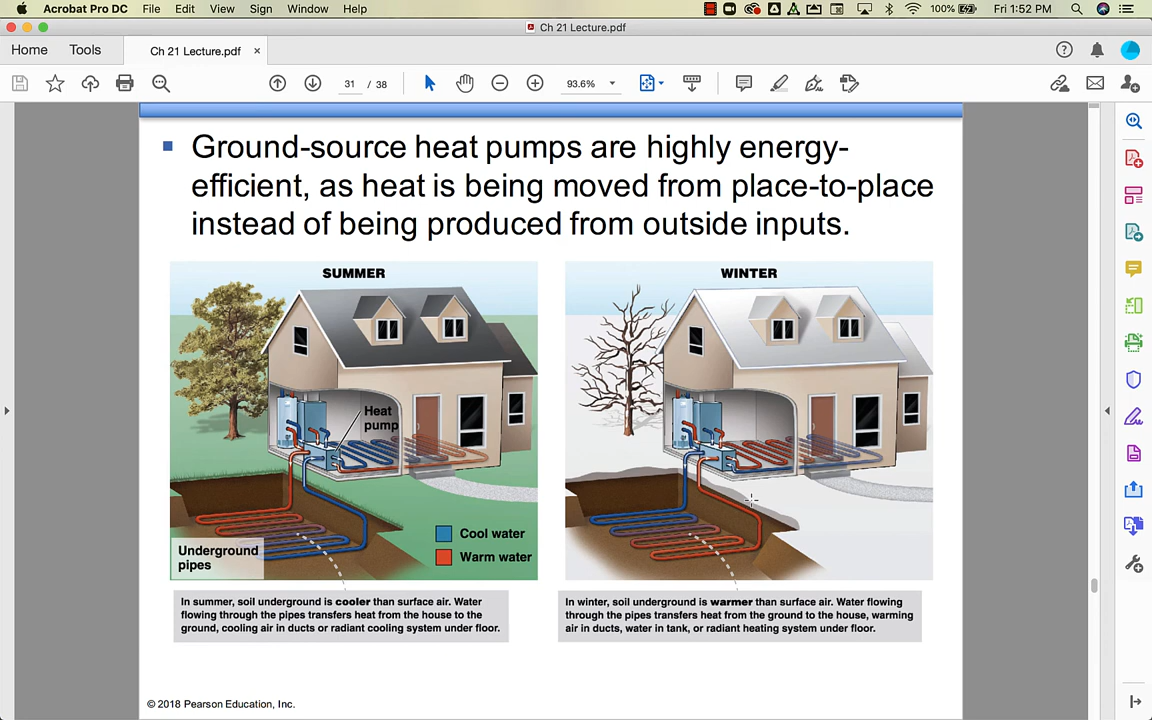 Acrobat Pro DC File Edit View Sign Window Help 100% Fri 1:52 PM
Ch 21 Lecture.pdf
Home Tools Ch 21 Lecture.pdf ×
31 / 38 93.6%
Ground-source heat pumps are highly energy-
efficient, as heat is being moved from place-to-place
instead of being produced from outside inputs.
SUMMER
Heat
pump
Cool water
Warm water
Underground
pipes
In summer, soil underground is cooler than surface air. Water
flowing through the pipes transfers heat from the house to the
ground, cooling air in ducts or radiant cooling system under floor.
WINTER
In winter, soil underground is warmer than surface air. Water flowing
through the pipes transfers heat from the ground to the house, warming
air in ducts, water in tank, or radiant heating system under floor.
© 2018 Pearson Education, Inc.